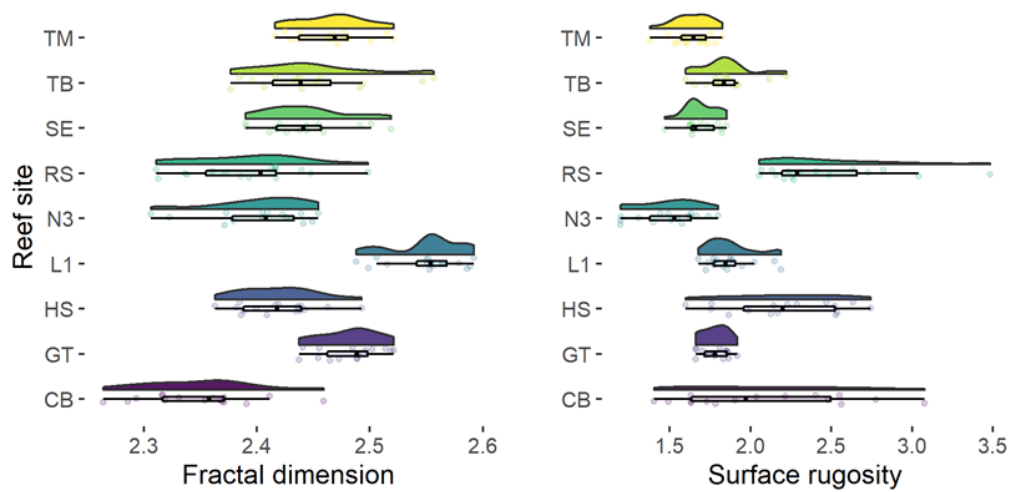 TM
TB
SE
RS
N3
L1
HS
GT
CB
Reef site
2.3 2.4 2.5 2.6
Fractal dimension
TM
TB
SE
RS
N3
L1
HS
GT
CB
1.5 2.0 2.5 3.0 3.5
Surface rugosity